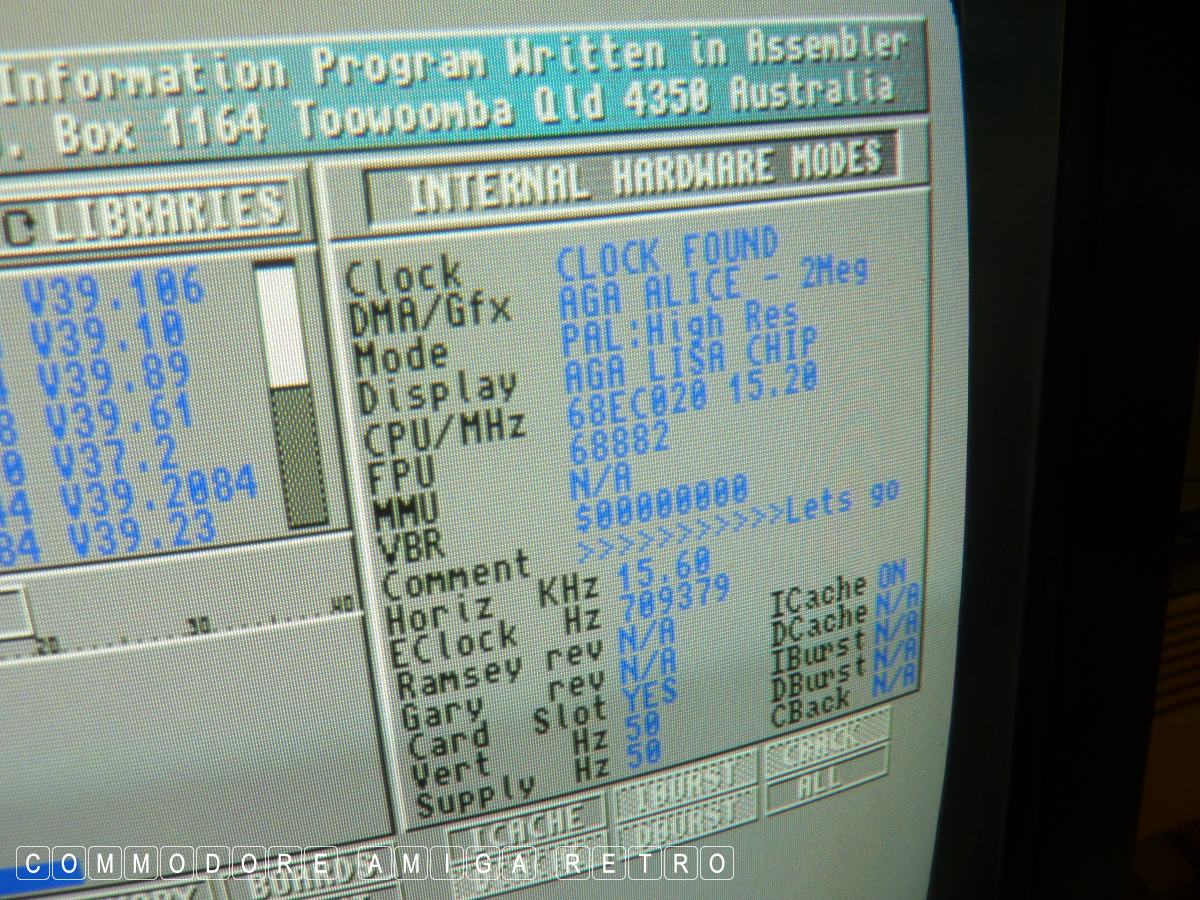 Information Program Written in Assembler
. Box 1164 Toowoomba Qld 4350 Australia
LIBRARIES
V39.106
V39.10
V39.89
V39.61
V37.2
V39.2084
V39.23
20 30 40
INTERNAL HARDWARE MODES
Clock CLOCK FOUND
DMA/Gfx AGA ALICE - 2Meg
Mode PAL:High Res
Display AGA LISA CHIP
CPU/MHz 68EC020 15.20
FPU 68882
MMU N/A
VBR $00000000
Comment >>>>>>>>>>>Lets go
Horiz KHz 15.60
EClock Hz 709379 ICache ON
Ramsey rev N/A DCache N/A
Gary rev N/A IBurst N/A
Card Slot YES DBurst N/A
Vert Hz 50 CBack N/A
Supply Hz 50
ICACHE IBURST CBACK
DBURST ALL
BOARDS
COMMODORE AMIGA RETRO